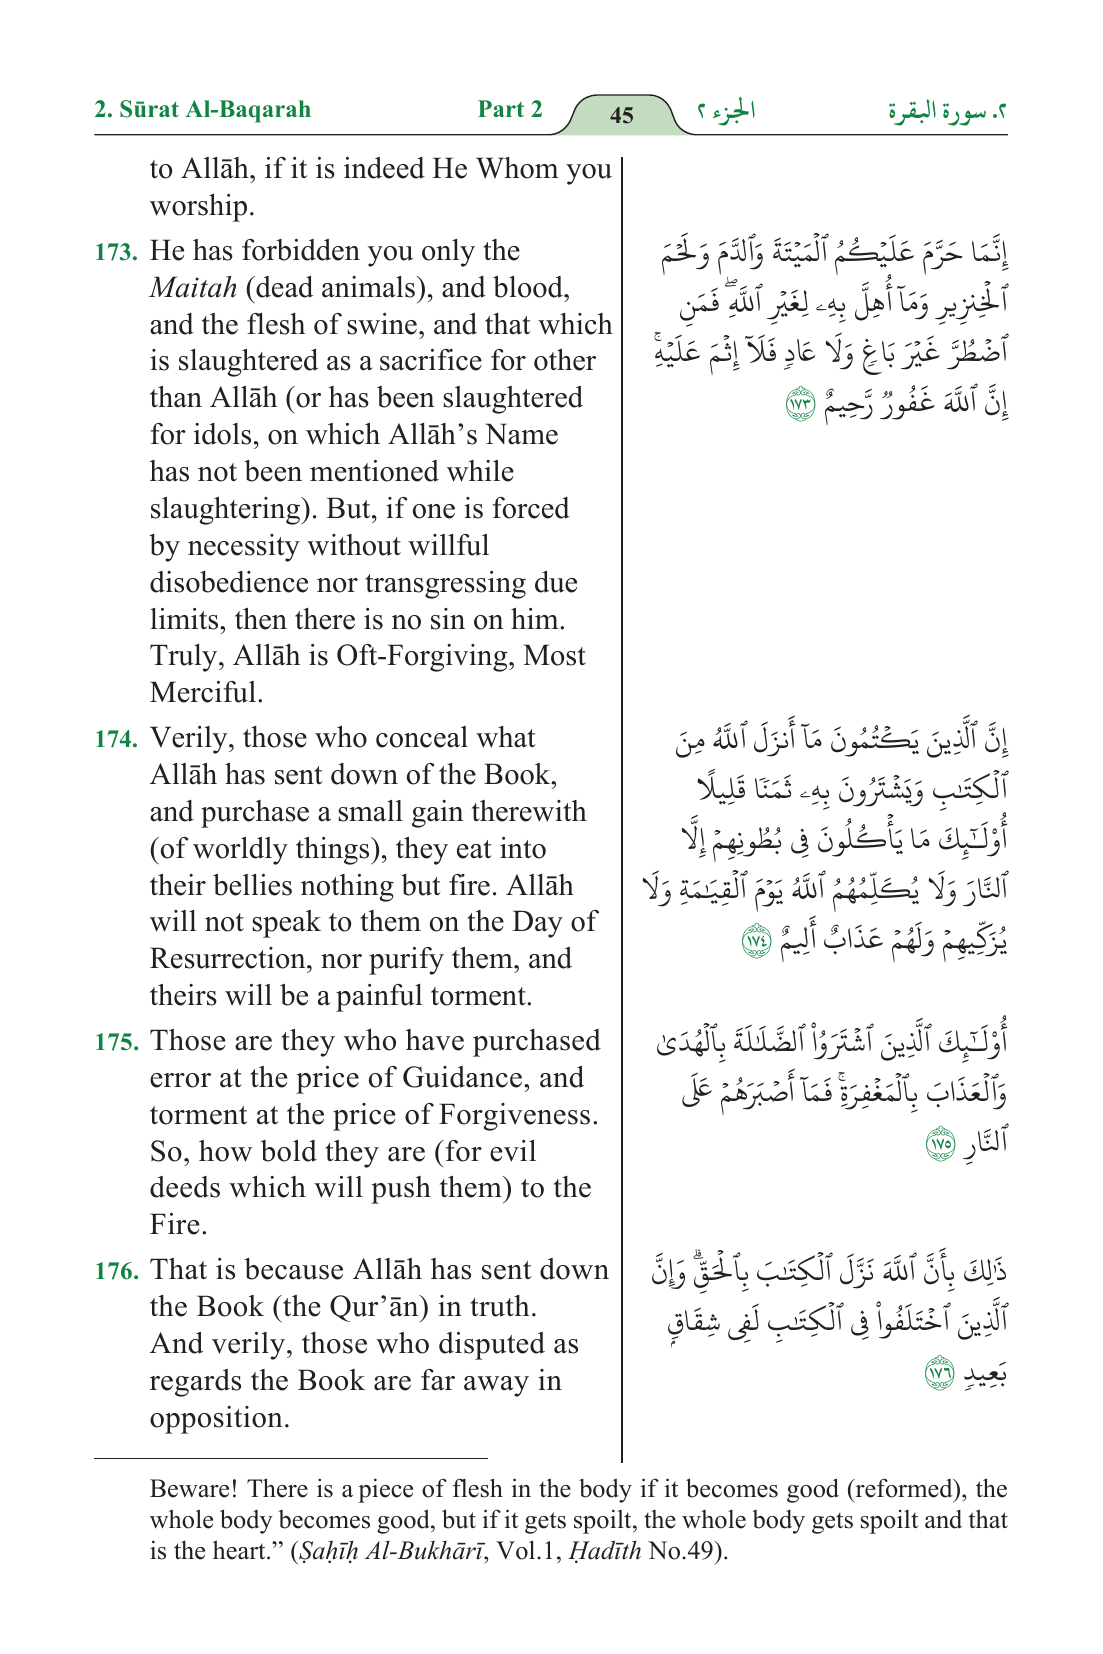 2. Sūrat Al-Baqarah Part 2 45 الجزء ٢ ٢. سورة البقرة
to Allāh, if it is indeed He Whom you
worship.
173. He has forbidden you only the
Maitah (dead animals), and blood,
and the flesh of swine, and that which
is slaughtered as a sacrifice for other
than Allāh (or has been slaughtered
for idols, on which Allāh’s Name
has not been mentioned while
slaughtering). But, if one is forced
by necessity without willful
disobedience nor transgressing due
limits, then there is no sin on him.
Truly, Allāh is Oft-Forgiving, Most
Merciful.
إِنَّمَا حَرَّمَ عَلَيْكُمُ ٱلْمَيْتَةَ وَٱلدَّمَ وَلَحْمَ
ٱلْخِنزِيرِ وَمَآ أُهِلَّ بِهِۦ لِغَيْرِ ٱللَّهِ ۖ فَمَنِ
ٱضْطُرَّ غَيْرَ بَاغٍ وَلَا عَادٍ فَلَآ إِثْمَ عَلَيْهِ ۚ
إِنَّ ٱللَّهَ غَفُورٌ رَّحِيمٌ ١٧٣
174. Verily, those who conceal what
Allāh has sent down of the Book,
and purchase a small gain therewith
(of worldly things), they eat into
their bellies nothing but fire. Allāh
will not speak to them on the Day of
Resurrection, nor purify them, and
theirs will be a painful torment.
إِنَّ ٱلَّذِينَ يَكْتُمُونَ مَآ أَنزَلَ ٱللَّهُ مِنَ
ٱلْكِتَـٰبِ وَيَشْتَرُونَ بِهِۦ ثَمَنًا قَلِيلًا
أُو۟لَـٰٓئِكَ مَا يَأْكُلُونَ فِى بُطُونِهِمْ إِلَّا
ٱلنَّارَ وَلَا يُكَلِّمُهُمُ ٱللَّهُ يَوْمَ ٱلْقِيَـٰمَةِ وَلَا
يُزَكِّيهِمْ وَلَهُمْ عَذَابٌ أَلِيمٌ ١٧٤
175. Those are they who have purchased
error at the price of Guidance, and
torment at the price of Forgiveness.
So, how bold they are (for evil
deeds which will push them) to the
Fire.
أُو۟لَـٰٓئِكَ ٱلَّذِينَ ٱشْتَرَوُا۟ ٱلضَّلَـٰلَةَ بِٱلْهُدَىٰ
وَٱلْعَذَابَ بِٱلْمَغْفِرَةِ ۚ فَمَآ أَصْبَرَهُمْ عَلَى
ٱلنَّارِ ١٧٥
176. That is because Allāh has sent down
the Book (the Qur’ān) in truth.
And verily, those who disputed as
regards the Book are far away in
opposition.
ذَٰلِكَ بِأَنَّ ٱللَّهَ نَزَّلَ ٱلْكِتَـٰبَ بِٱلْحَقِّ ۗ وَإِنَّ
ٱلَّذِينَ ٱخْتَلَفُوا۟ فِى ٱلْكِتَـٰبِ لَفِى شِقَاقٍۭ
بَعِيدٍ ١٧٦
Beware! There is a piece of flesh in the body if it becomes good (reformed), the
whole body becomes good, but if it gets spoilt, the whole body gets spoilt and that
is the heart.” (Ṣaḥīḥ Al-Bukhārī, Vol.1, Ḥadīth No.49).